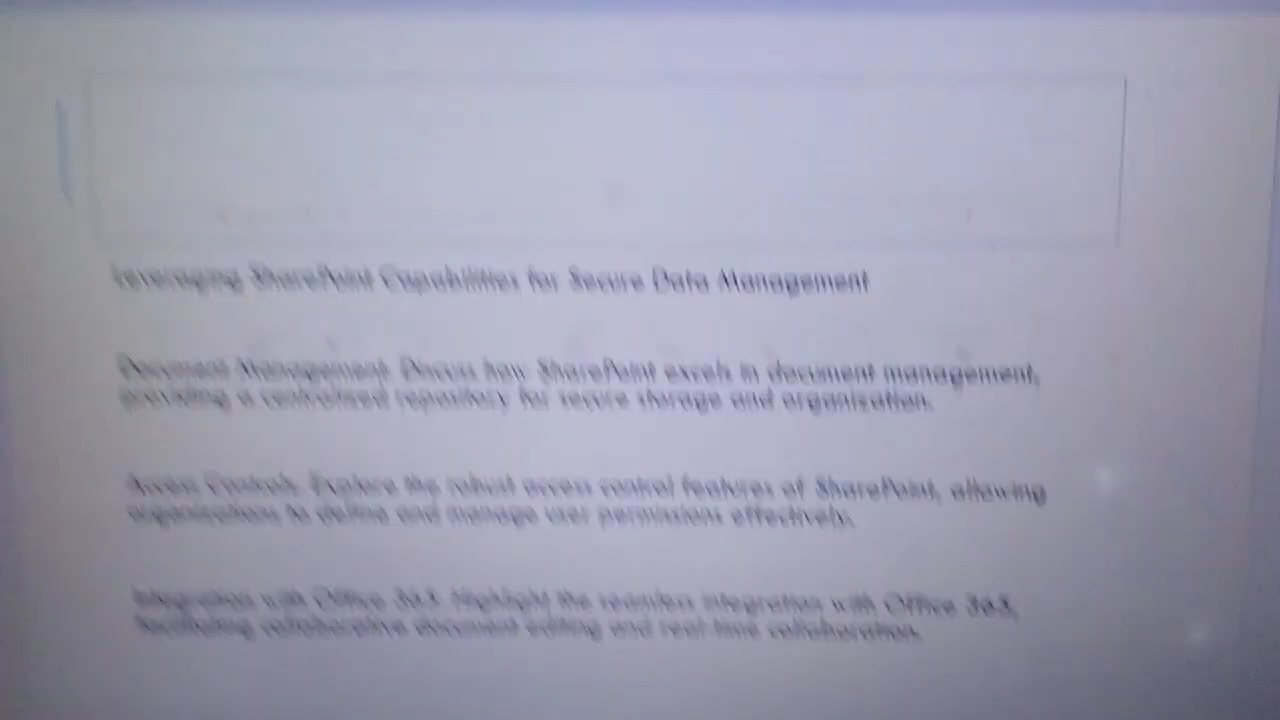 Leveraging SharePoint Capabilities for Secure Data Management
Document Management: Discuss how SharePoint excels in document management,
providing a centralized repository for secure storage and organization.
Access Controls: Explore the robust access control features of SharePoint, allowing
organizations to define and manage user permissions effectively.
Integration with Office 365: Highlight the seamless integration with Office 365,
facilitating collaborative document editing and real-time collaboration.